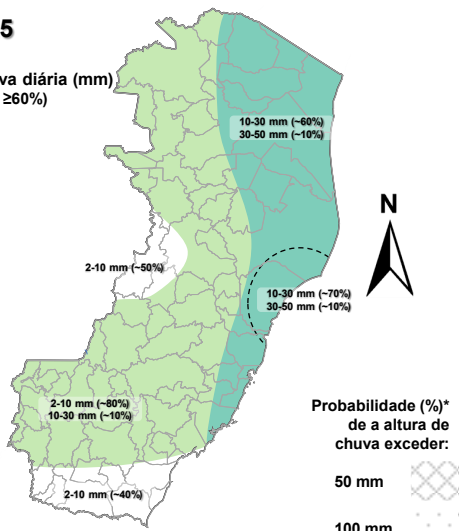 5
va diária (mm)
≥60%)
10-30 mm (~60%)
30-50 mm (~10%)
N
2-10 mm (~50%)
10-30 mm (~70%)
30-50 mm (~10%)
2-10 mm (~80%)
10-30 mm (~10%)
2-10 mm (~40%)
Probabilidade (%)*
de a altura de
chuva exceder:
50 mm
100 mm